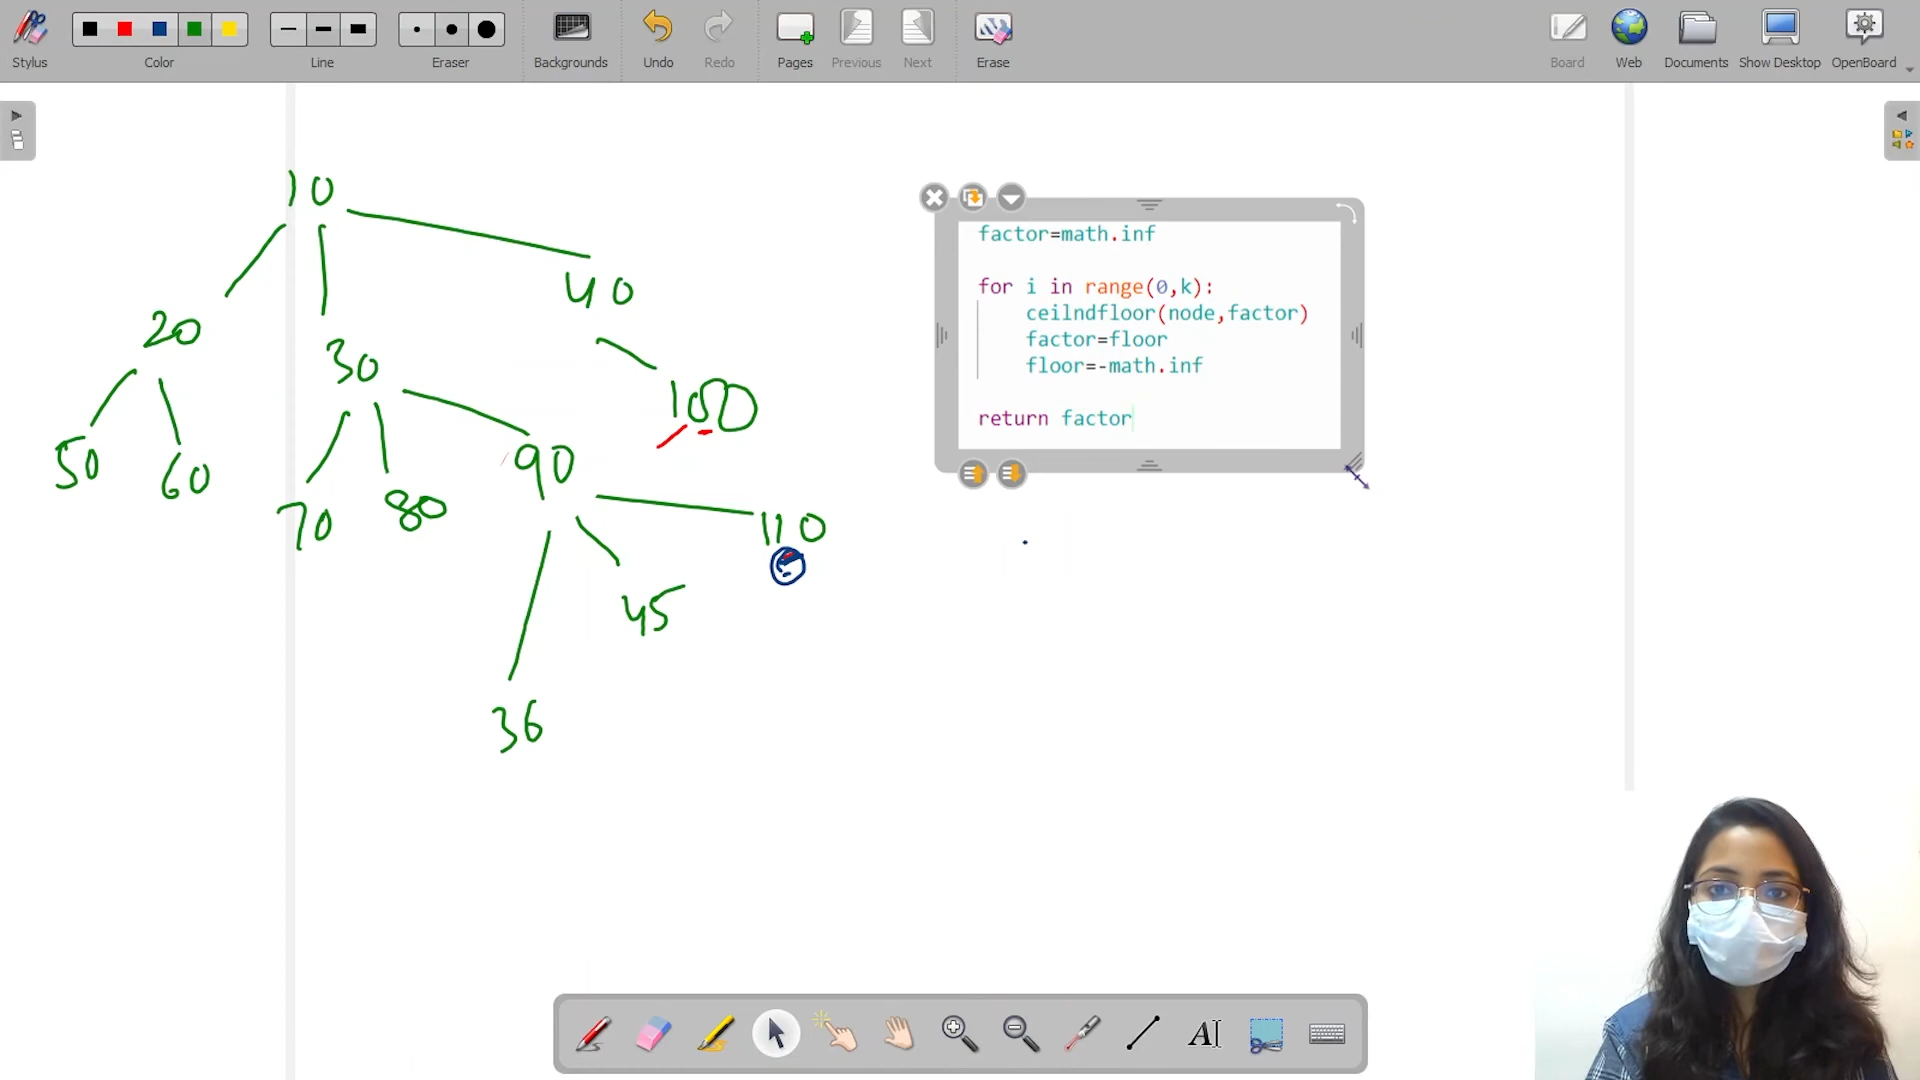 Stylus
Color
Line
Eraser
Backgrounds
Undo
Redo
Pages
Previous
Next
Erase
Board
Web
Documents
Show Desktop
OpenBoard
10
20
30
40
50
60
70
80
90
100
110
45
36
factor=math.inf
for i in range(0,k):
ceilndfloor(node,factor)
factor=floor
floor=-math.inf
return factor
A